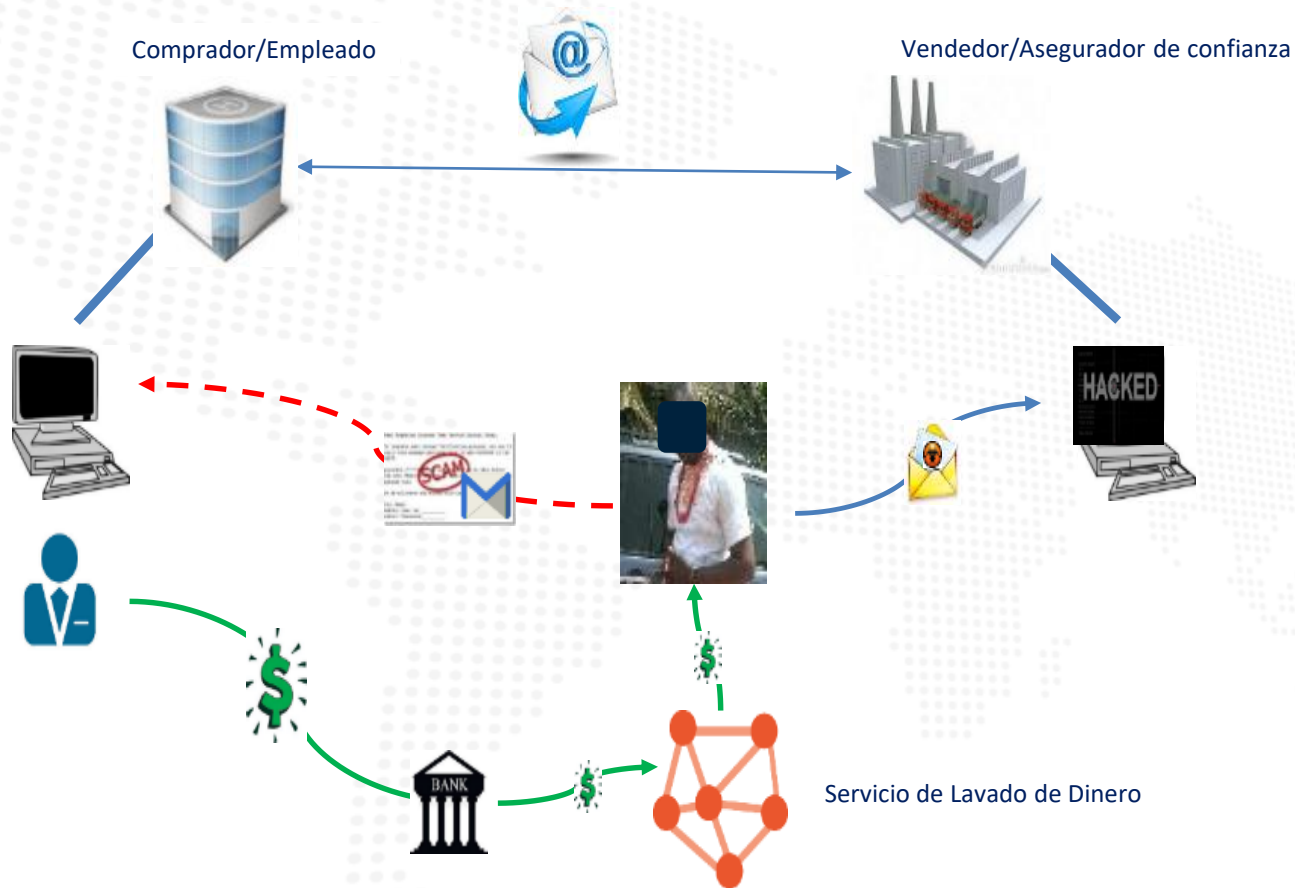 Comprador/Empleado
Vendedor/Asegurador de confianza
@
HACKED
SCAM
$
$
BANK
$
Servicio de Lavado de Dinero